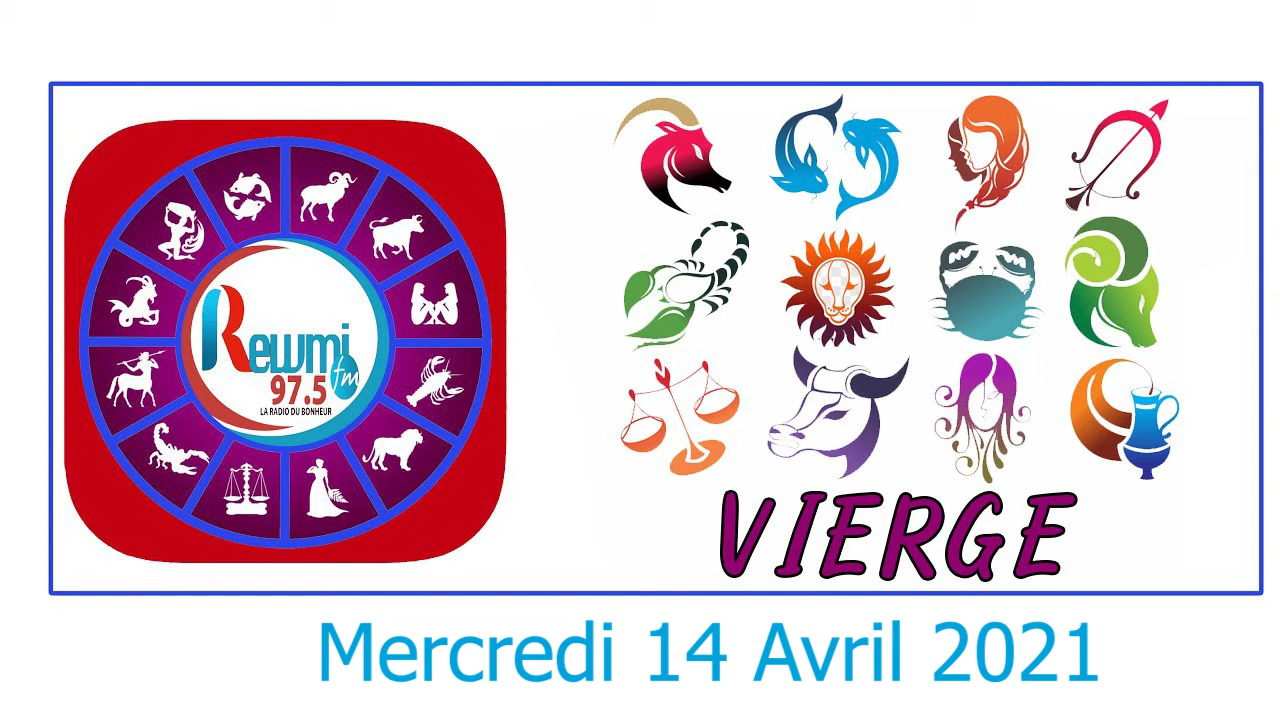 Rewmi
fm
97.5
LA RADIO DU BONHEUR
VIERGE
Mercredi 14 Avril 2021